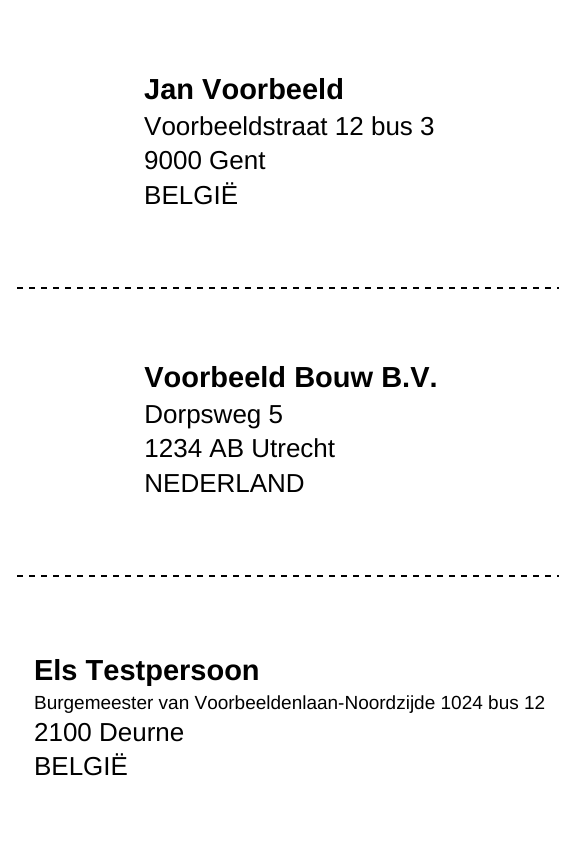 Jan Voorbeeld
Voorbeeldstraat 12 bus 3
9000 Gent
BELGIË
Voorbeeld Bouw B.V.
Dorpsweg 5
1234 AB Utrecht
NEDERLAND
Els Testpersoon
Burgemeester van Voorbeeldenlaan-Noordzijde 1024 bus 12
2100 Deurne
BELGIË